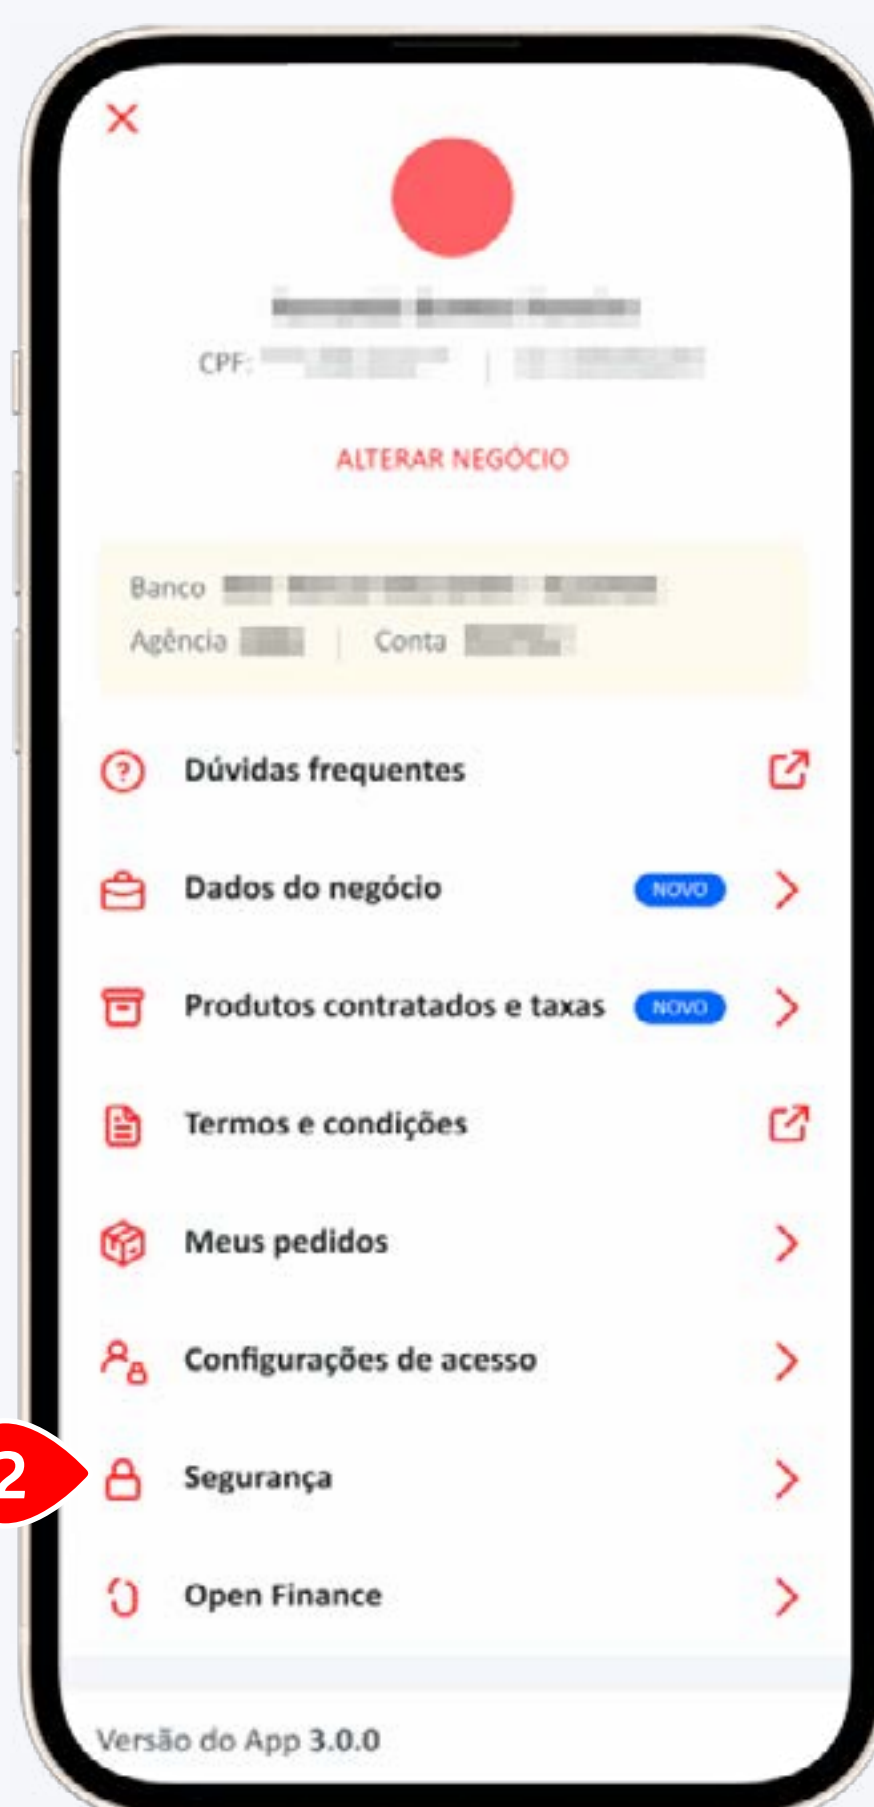 CPF:
ALTERAR NEGÓCIO
Banco
Agência | Conta
Dúvidas frequentes
Dados do negócio NOVO
Produtos contratados e taxas NOVO
Termos e condições
Meus pedidos
Configurações de acesso
2 Segurança
Open Finance
Versão do App 3.0.0